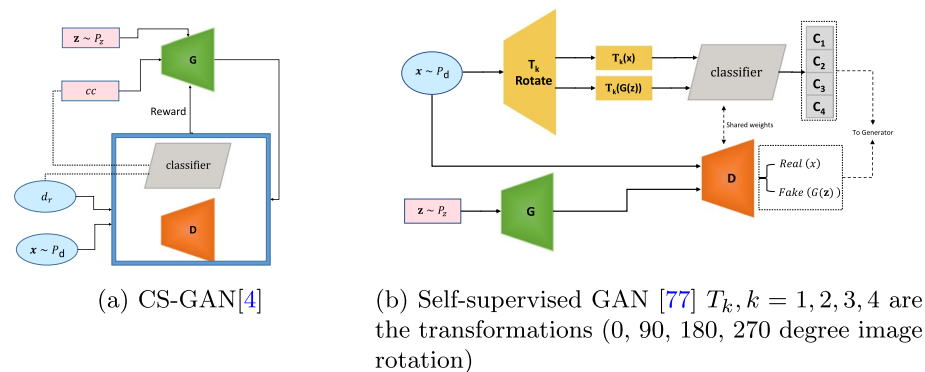 z ~ P_z
G
cc
Reward
classifier
d_r
D
x ~ P_d
(a) CS-GAN[4]
x ~ P_d
T_k
Rotate
T_k(x)
T_k(G(z))
classifier
C_1
C_2
C_3
C_4
Shared weights
To Generator
D
Real (x)
Fake (G(z))
z ~ P_z
G
(b) Self-supervised GAN [77] T_k, k = 1, 2, 3, 4 are
the transformations (0, 90, 180, 270 degree image
rotation)